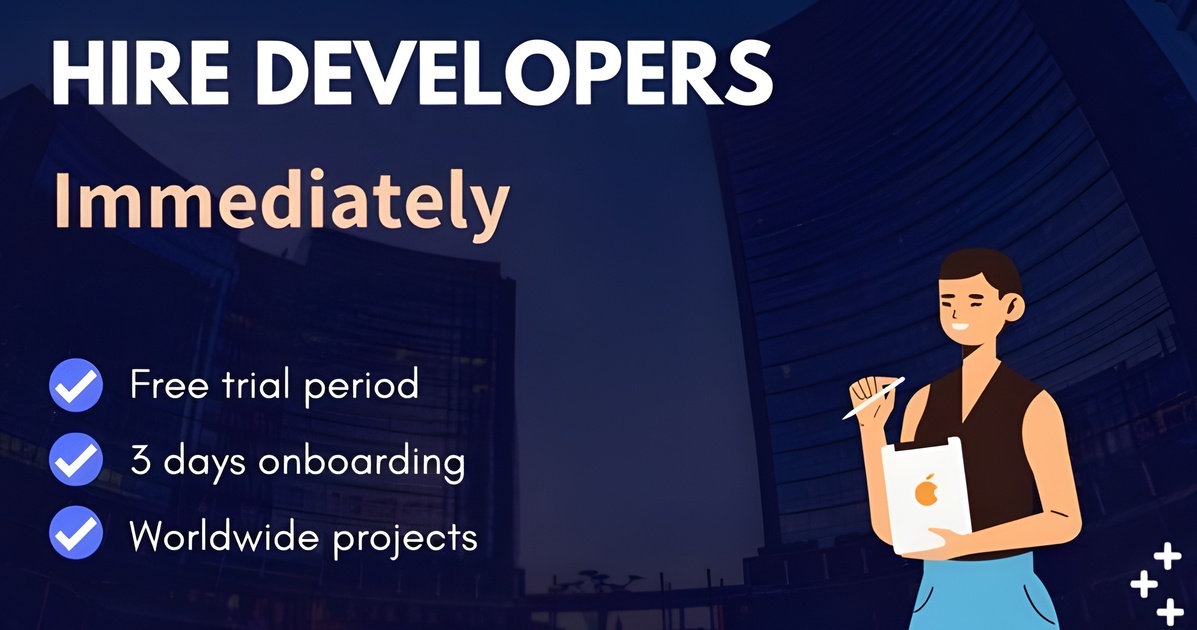 HIRE DEVELOPERS
Immediately
Free trial period
3 days onboarding
Worldwide projects